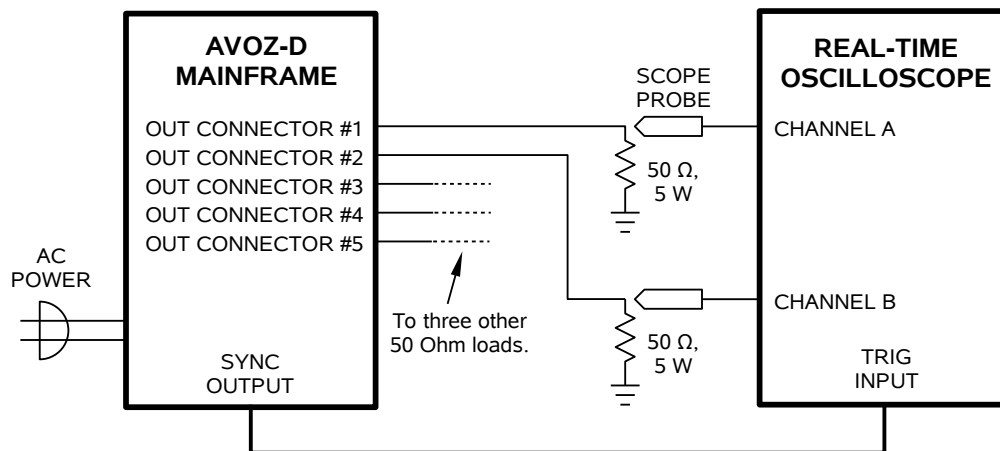 AVOZ-D
MAINFRAME
OUT CONNECTOR #1
OUT CONNECTOR #2
OUT CONNECTOR #3
OUT CONNECTOR #4
OUT CONNECTOR #5
AC
POWER
SYNC
OUTPUT
To three other
50 Ohm loads.
SCOPE
PROBE
50 Ω,
5 W
50 Ω,
5 W
REAL-TIME
OSCILLOSCOPE
CHANNEL A
CHANNEL B
TRIG
INPUT